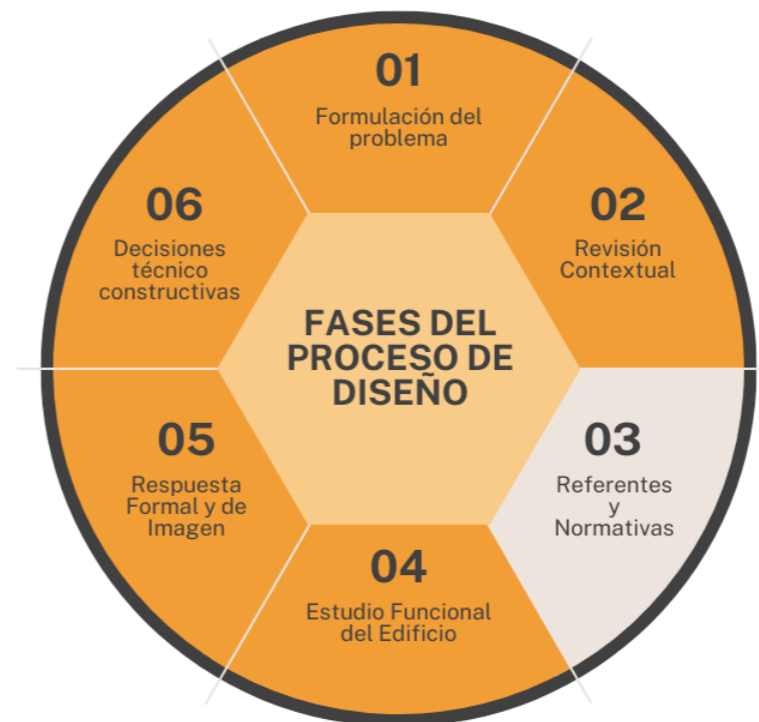 01
Formulación del
problema
02
Revisión
Contextual
03
Referentes
y
Normativas
04
Estudio Funcional
del Edificio
05
Respuesta
Formal y de
Imagen
06
Decisiones
técnico
constructivas
FASES DEL
PROCESO DE
DISEÑO